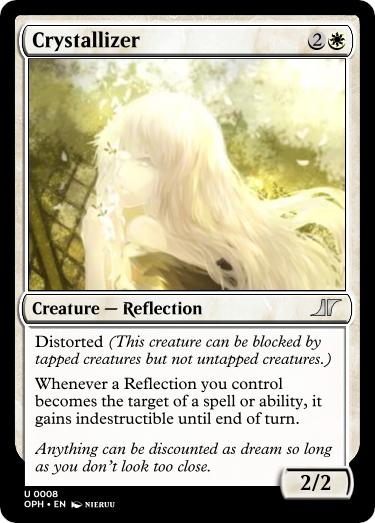 Crystallizer 2
Creature — Reflection
Distorted (This creature can be blocked by
tapped creatures but not untapped creatures.)
Whenever a Reflection you control
becomes the target of a spell or ability, it
gains indestructible until end of turn.
Anything can be discounted as dream so long
as you don't look too close.
2/2
U 0008
OPH • EN NIERUU